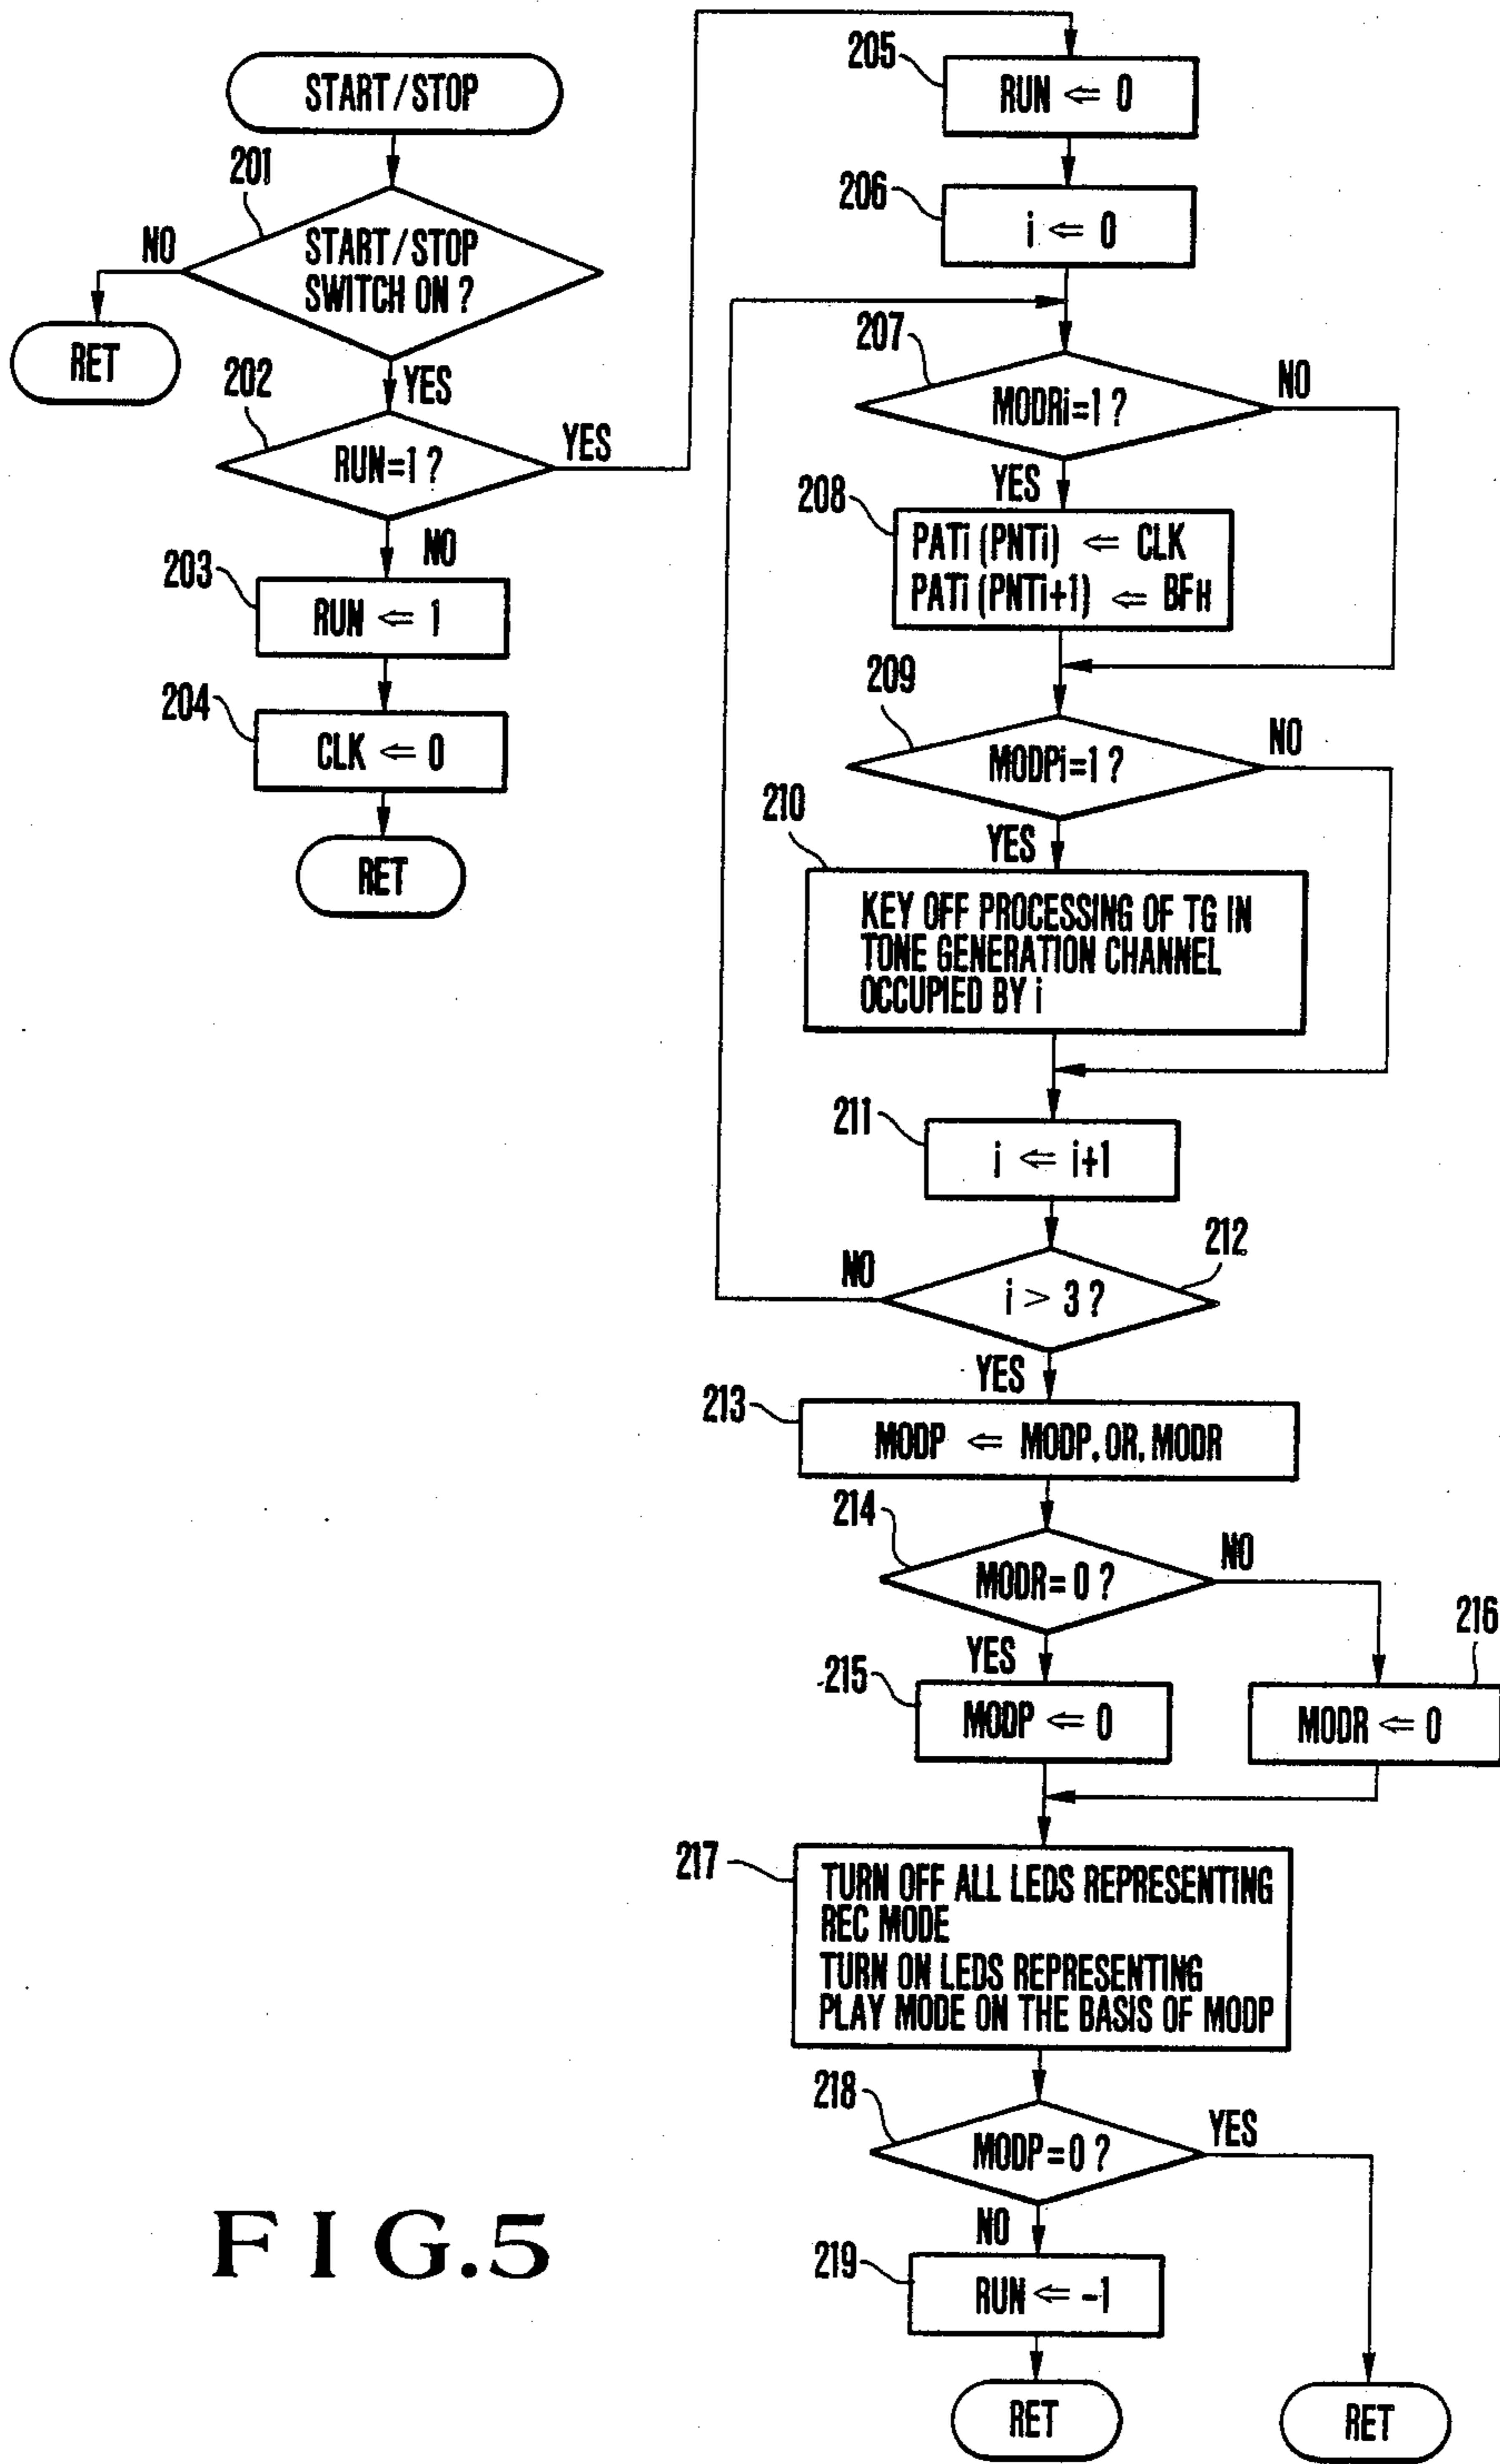 START/STOP
201
START/STOP
SWITCH ON ?
NO
RET
YES
202
RUN=1 ?
YES
NO
203
RUN ⇐ 1
204
CLK ⇐ 0
RET
205
RUN ⇐ 0
206
i ⇐ 0
207
MODRi=1 ?
NO
YES
208
PATi (PNTi) ⇐ CLK
PATi (PNTi+1) ⇐ BFH
209
MODPi=1 ?
NO
YES
210
KEY OFF PROCESSING OF TG IN
TONE GENERATION CHANNEL
OCCUPIED BY i
211
i ⇐ i+1
212
NO
i > 3 ?
YES
213
MODP ⇐ MODP. OR. MODR
214
MODR = 0 ?
NO
YES
215
MODP ⇐ 0
216
MODR ⇐ 0
217
TURN OFF ALL LEDS REPRESENTING
REC MODE
TURN ON LEDS REPRESENTING
PLAY MODE ON THE BASIS OF MODP
218
MODP = 0 ?
YES
NO
219
RUN ⇐ -1
RET
RET
FIG.5